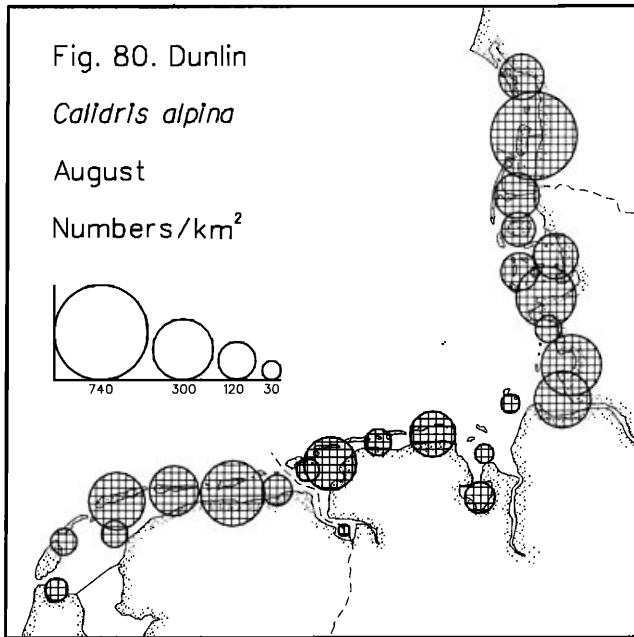 Fig. 80. Dunlin
Calidris alpina
August
Numbers/km²
740 300 120 30